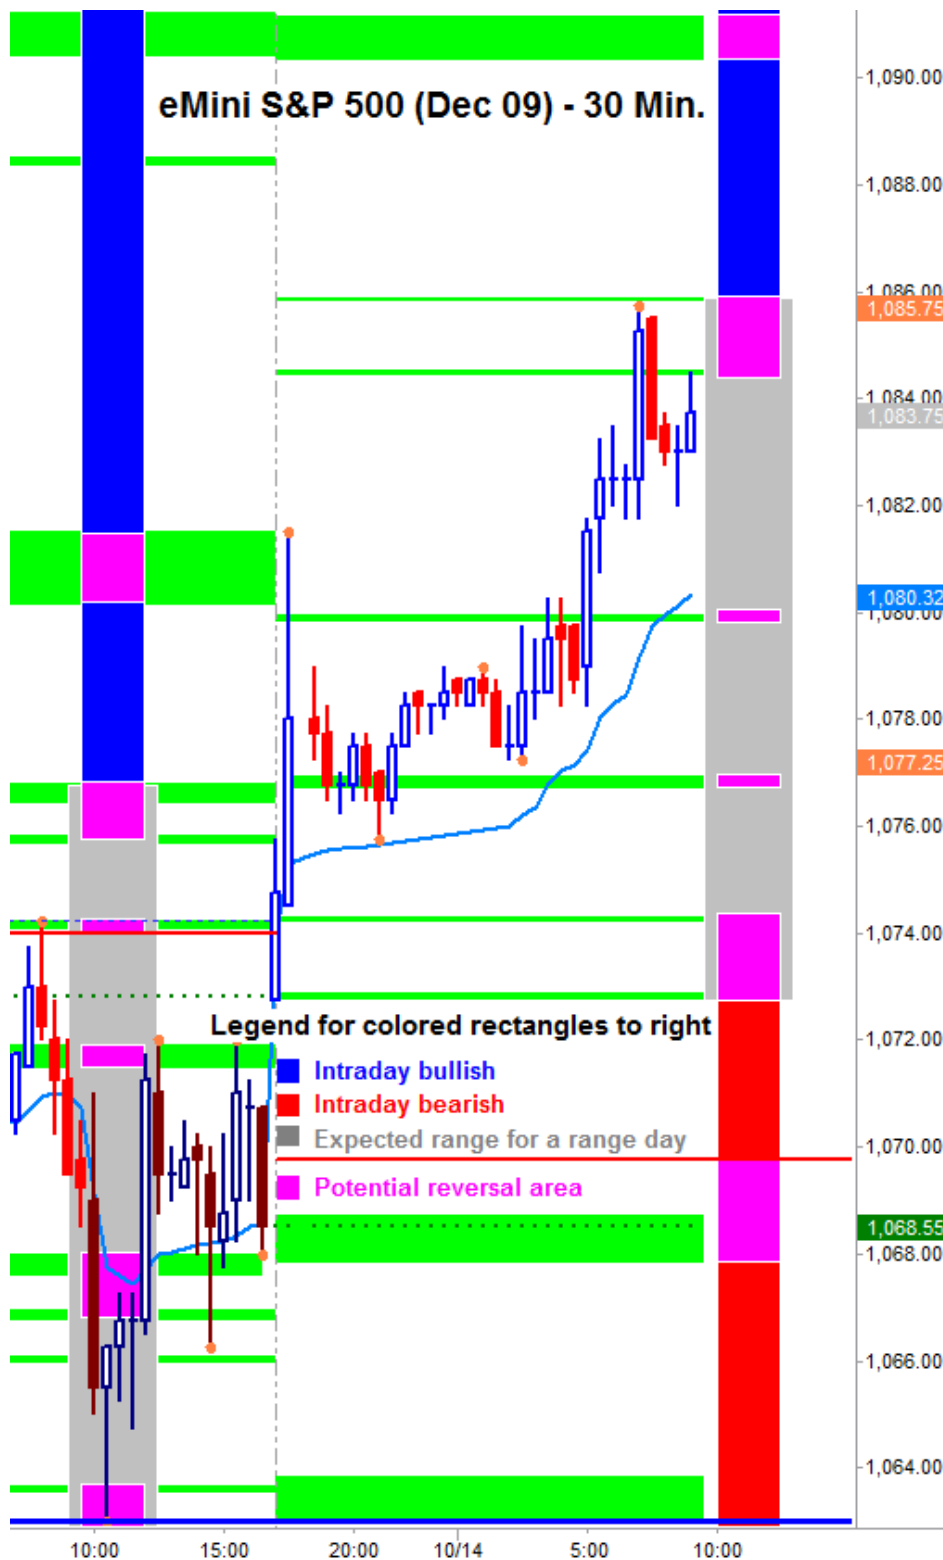 1,090.00
eMini S&P 500 (Dec 09) - 30 Min.
1,088.00
1,086.00
1,085.75
1,084.00
1,083.75
1,082.00
1,080.32
1,080.00
1,078.00
1,077.25
1,076.00
1,074.00
Legend for colored rectangles to right
1,072.00
Intraday bullish
Intraday bearish
Expected range for a range day
1,070.00
Potential reversal area
1,068.55
1,068.00
1,066.00
1,064.00
10:00 15:00 20:00 10/14 5:00 10:00